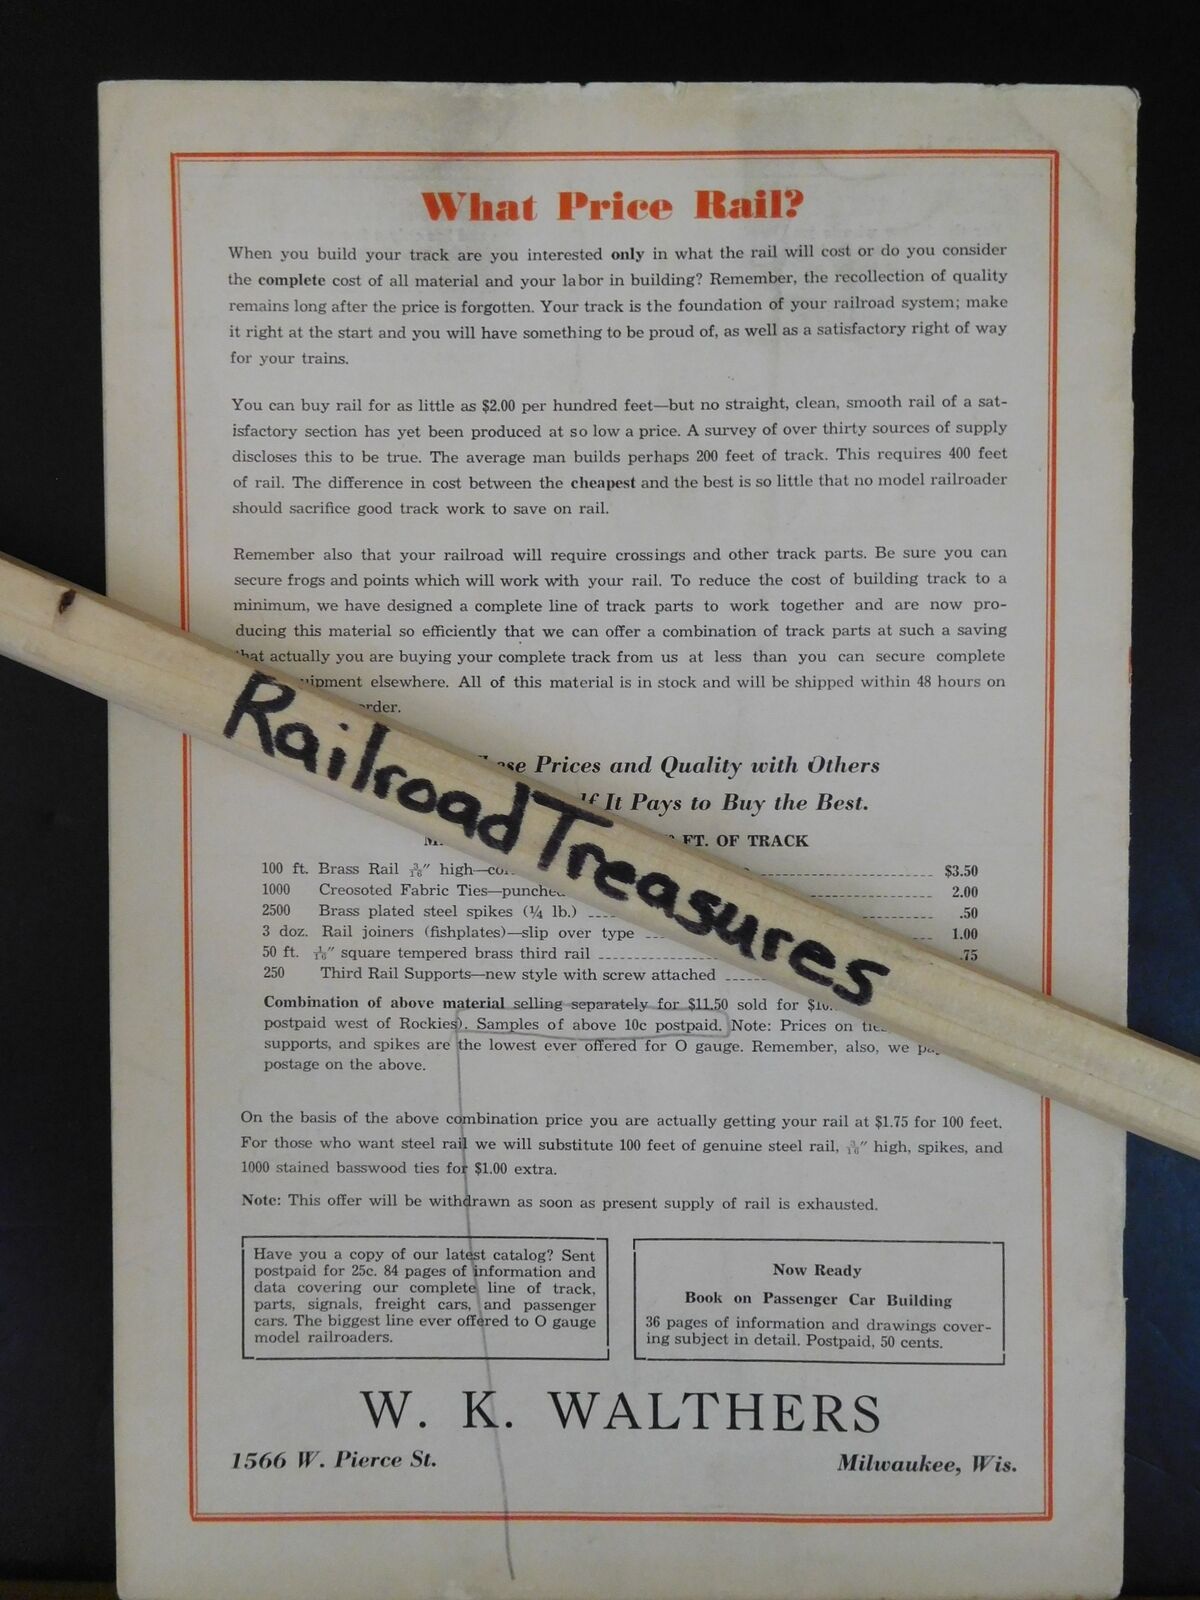 What Price Rail?
When you build your track are you interested only in what the rail will cost or do you consider
the complete cost of all material and your labor in building? Remember, the recollection of quality
remains long after the price is forgotten. Your track is the foundation of your railroad system; make
it right at the start and you will have something to be proud of, as well as a satisfactory right of way
for your trains.
You can buy rail for as little as $2.00 per hundred feet—but no straight, clean, smooth rail of a sat-
isfactory section has yet been produced at so low a price. A survey of over thirty sources of supply
discloses this to be true. The average man builds perhaps 200 feet of track. This requires 400 feet
of rail. The difference in cost between the cheapest and the best is so little that no model railroader
should sacrifice good track work to save on rail.
Remember also that your railroad will require crossings and other track parts. Be sure you can
secure frogs and points which will work with your rail. To reduce the cost of building track to a
minimum, we have designed a complete line of track parts to work together and are now pro-
ducing this material so efficiently that we can offer a combination of track parts at such a saving
that actually you are buying your complete track from us at less than you can secure complete
elsewhere. All of this material is in stock and will be shipped within 48 hours on
RailroadTreasures
Prices and Quality with Others
It Pays to Buy the Best.
FT. OF TRACK
100 ft. Brass Rail 3/16" high— $3.50
1000 Creosoted Fabric Ties— 2.00
2500 Brass plated steel spikes (¼ lb.) .50
3 doz. Rail joiners (fishplates)—slip over type 1.00
50 ft. 1/16" square tempered brass third rail .75
250 Third Rail Supports—new style with screw attached
Combination of above material selling separately for $11.50 sold for
postpaid west of Rockies). Samples of above 10c postpaid. Note: Prices on
supports, and spikes are the lowest ever offered for O gauge. Remember, also, we
postage on the above.
On the basis of the above combination price you are actually getting your rail at $1.75 for 100 feet.
For those who want steel rail we will substitute 100 feet of genuine steel rail, 3/16" high, spikes, and
1000 stained basswood ties for $1.00 extra.
Note: This offer will be withdrawn as soon as present supply of rail is exhausted.
Have you a copy of our latest catalog? Sent
postpaid for 25c. 84 pages of information and
data covering our complete line of track,
parts, signals, freight cars, and passenger
cars. The biggest line ever offered to O gauge
model railroaders.
Now Ready
Book on Passenger Car Building
36 pages of information and drawings cover-
ing subject in detail. Postpaid, 50 cents.
W. K. WALTHERS
1566 W. Pierce St. Milwaukee, Wis.